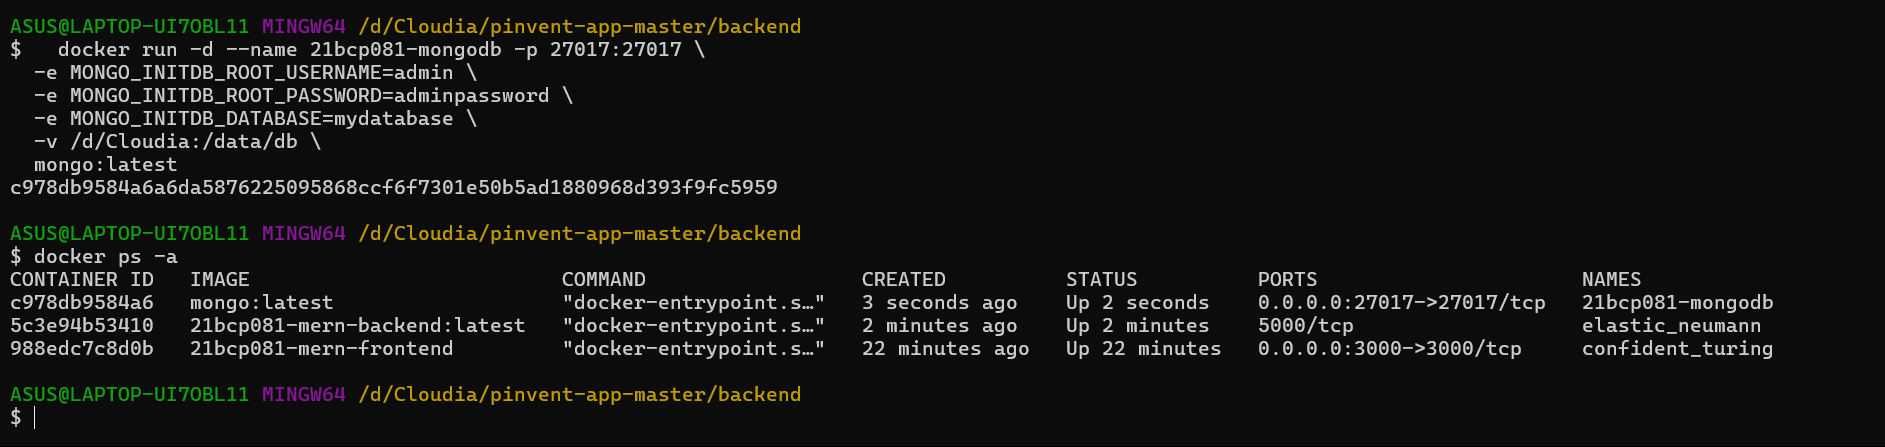 ASUS@LAPTOP-UI7OBL11 MINGW64 /d/Cloudia/pinvent-app-master/backend
$   docker run -d --name 21bcp081-mongodb -p 27017:27017 \
  -e MONGO_INITDB_ROOT_USERNAME=admin \
  -e MONGO_INITDB_ROOT_PASSWORD=adminpassword \
  -e MONGO_INITDB_DATABASE=mydatabase \
  -v /d/Cloudia:/data/db \
  mongo:latest
c978db9584a6a6da5876225095868ccf6f7301e50b5ad1880968d393f9fc5959
ASUS@LAPTOP-UI7OBL11 MINGW64 /d/Cloudia/pinvent-app-master/backend
$ docker ps -a
CONTAINER ID   IMAGE                          COMMAND                  CREATED          STATUS          PORTS                      NAMES
c978db9584a6   mongo:latest                   "docker-entrypoint.s…"   3 seconds ago    Up 2 seconds    0.0.0.0:27017->27017/tcp   21bcp081-mongodb
5c3e94b53410   21bcp081-mern-backend:latest   "docker-entrypoint.s…"   2 minutes ago    Up 2 minutes    5000/tcp                   elastic_neumann
988edc7c8d0b   21bcp081-mern-frontend         "docker-entrypoint.s…"   22 minutes ago   Up 22 minutes   0.0.0.0:3000->3000/tcp     confident_turing
ASUS@LAPTOP-UI7OBL11 MINGW64 /d/Cloudia/pinvent-app-master/backend
$